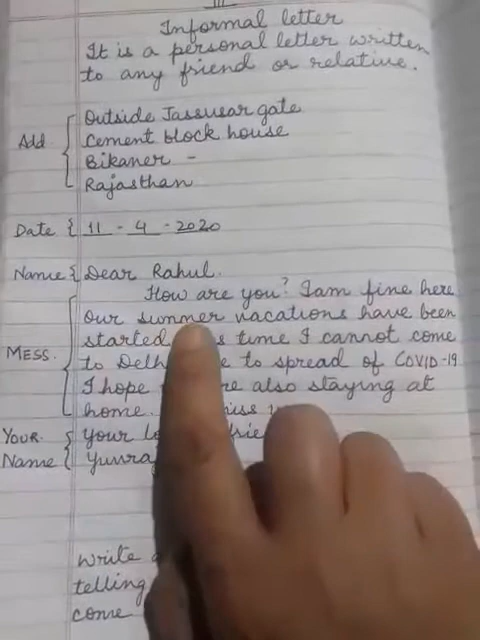 Informal letter
It is a personal letter written
to any friend or relative.
Add { Outside Jassusar gate
Cement block house
Bikaner -
Rajasthan
Date { 11 - 4 - 2020
Name { Dear Rahul.
How are you? I am fine here.
Our summer vacations have been
MESS. started time I cannot come
to to spread of COVID-19
I hope also staying at
home.
YOUR Your
Name {
write
telling
come